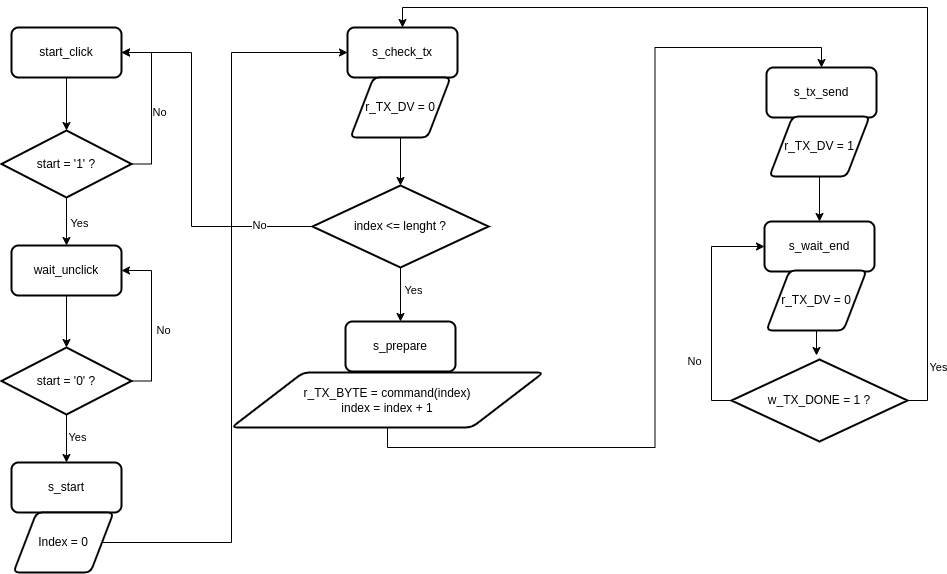 start_click
No
start = '1' ?
Yes
wait_unclick
No
start = '0' ?
Yes
s_start
Index = 0
s_check_tx
r_TX_DV = 0
No
index <= lenght ?
Yes
s_prepare
r_TX_BYTE = command(index)
index = index + 1
s_tx_send
r_TX_DV = 1
s_wait_end
r_TX_DV = 0
No
w_TX_DONE = 1 ?
Yes